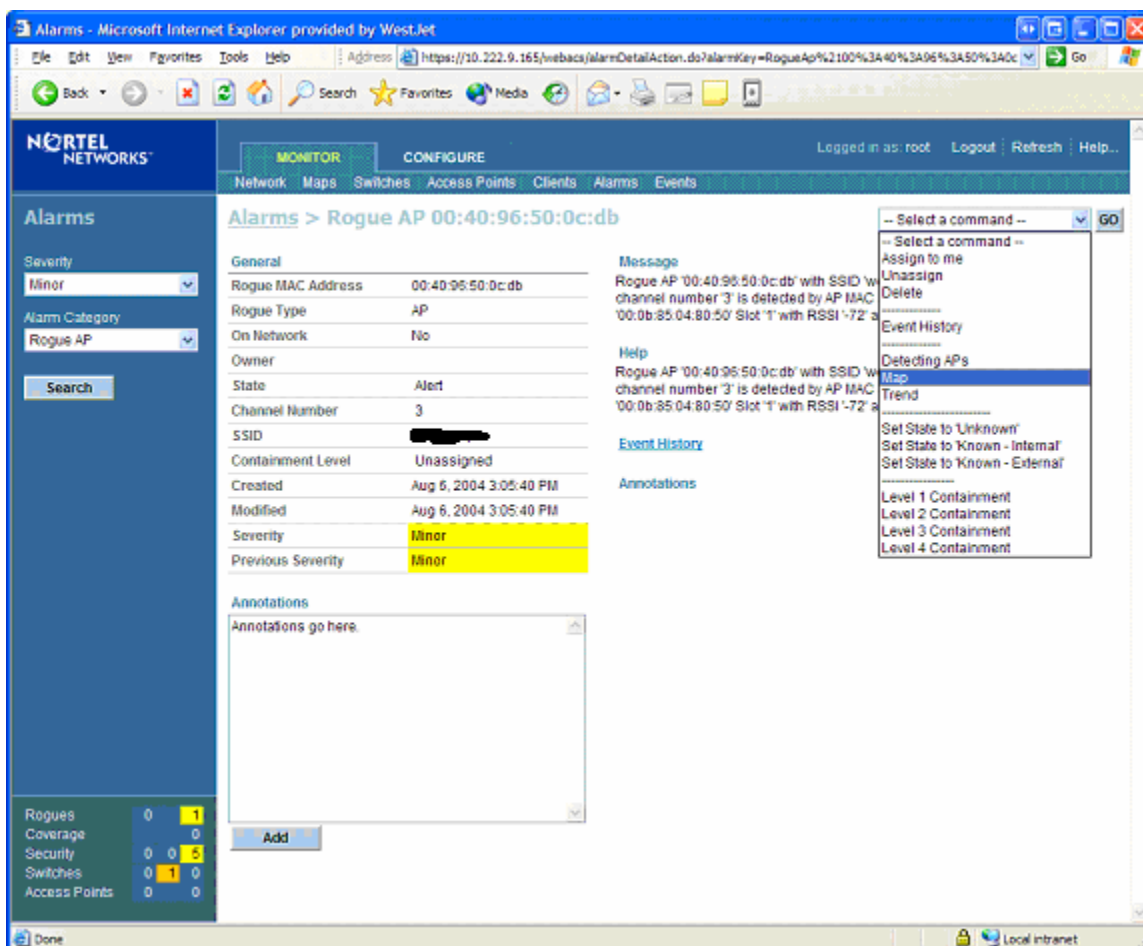 Alarms - Microsoft Internet Explorer provided by WestJet
File Edit View Favorites Tools Help
Address https://10.222.9.165/webacs/alarmDetailAction.do?alarmKey=RogueAp%2100%3A40%3A96%3A50%3A0c Go
Back Search Favorites Media
NORTEL NETWORKS
MONITOR CONFIGURE
Logged in as: root Logout Refresh Help...
Network Maps Switches Access Points Clients Alarms Events
Alarms
Severity
Minor
Alarm Category
Rogue AP
Search
Alarms > Rogue AP 00:40:96:50:0c:db
General
Rogue MAC Address 00:40:96:50:0c:db
Rogue Type AP
On Network No
Owner
State Alert
Channel Number 3
SSID
Containment Level Unassigned
Created Aug 6, 2004 3:05:40 PM
Modified Aug 6, 2004 3:05:40 PM
Severity Minor
Previous Severity Minor
Annotations
Annotations go here.
Add
Message
Rogue AP '00:40:96:50:0c:db' with SSID 'w
channel number '3' is detected by AP MAC
'00:0b:85:04:80:50' Slot '1' with RSSI '-72' a
Help
Rogue AP '00:40:96:50:0c:db' with SSID 'w
channel number '3' is detected by AP MAC
'00:0b:85:04:80:50' Slot '1' with RSSI '-72' a
Event History
Annotations
-- Select a command -- GO
-- Select a command --
Assign to me
Unassign
Delete
--------------
Event History
--------------
Detecting APs
Map
Trend
--------------------------
Set State to 'Unknown'
Set State to 'Known - Internal'
Set State to 'Known - External'
-----------------
Level 1 Containment
Level 2 Containment
Level 3 Containment
Level 4 Containment
Rogues 0 1
Coverage 0
Security 0 0 5
Switches 0 1 0
Access Points 0 0
Done
Local intranet